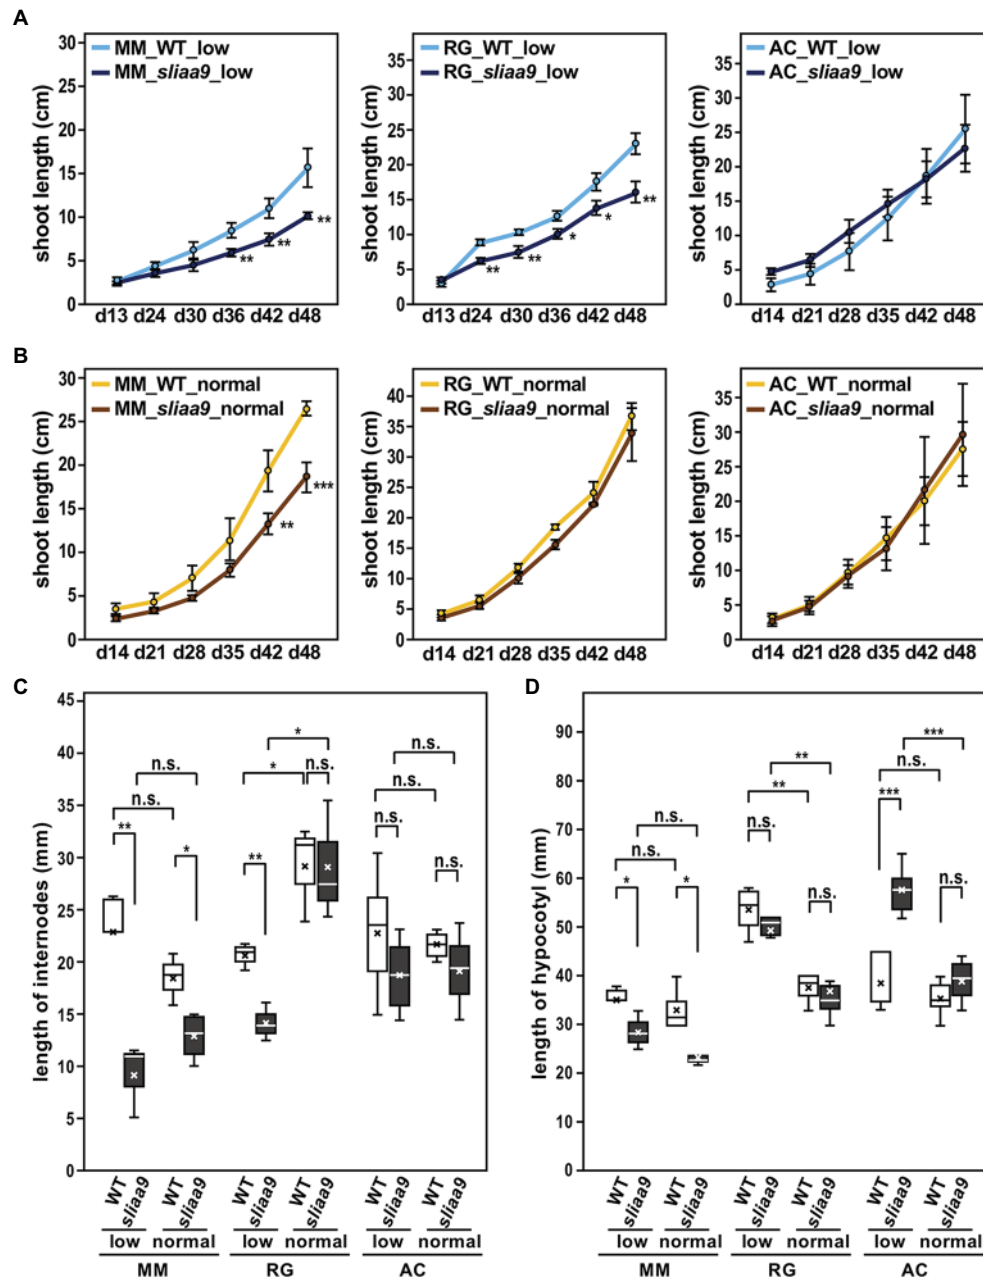 A
MM_WT_low
MM_sliaa9_low
shoot length (cm)
30
25
20
15
10
5
0
**
**
**
d13 d24 d30 d36 d42 d48
RG_WT_low
RG_sliaa9_low
shoot length (cm)
35
30
25
20
15
10
5
0
**
**
*
*
**
d13 d24 d30 d36 d42 d48
AC_WT_low
AC_sliaa9_low
shoot length (cm)
35
30
25
20
15
10
5
0
d14 d21 d28 d35 d42 d48
B
MM_WT_normal
MM_sliaa9_normal
shoot length (cm)
30
25
20
15
10
5
0
**
***
d14 d21 d28 d35 d42 d48
RG_WT_normal
RG_sliaa9_normal
shoot length (cm)
40
35
30
25
20
15
10
5
0
d14 d21 d28 d35 d42 d48
AC_WT_normal
AC_sliaa9_normal
shoot length (cm)
35
30
25
20
15
10
5
0
d14 d21 d28 d35 d42 d48
C
length of internodes (mm)
45
40
35
30
25
20
15
10
5
0
n.s.
n.s.
**
*
*
*
n.s.
**
n.s.
n.s.
n.s.
n.s.
WT sliaa9 WT sliaa9 WT sliaa9 WT sliaa9 WT sliaa9 WT sliaa9
low normal low normal low normal
MM RG AC
D
length of hypocotyl (mm)
90
80
70
60
50
40
30
20
10
0
n.s.
n.s.
*
*
**
**
n.s.
n.s.
***
n.s.
***
n.s.
WT sliaa9 WT sliaa9 WT sliaa9 WT sliaa9 WT sliaa9 WT sliaa9
low normal low normal low normal
MM RG AC